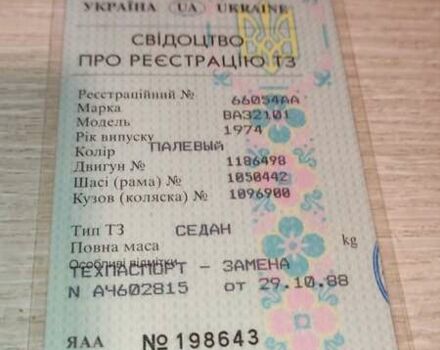 УКРАЇНА UA UKRAINE
СВІДОЦТВО
ПРО РЕЄСТРАЦІЮ ТЗ
Реєстраційний № 66054АА
Марка
Модель ВАЗ2101
Рік випуску 1974
Колір ПАЛЕВЫЙ
Двигун № 1186498
Шасі (рама) № 1050442
Кузов (коляска) № 1096900
Тип ТЗ СЕДАН
Повна маса kg
Особливі відмітки
ТЕХПАСПОРТ - ЗАМЕНА
N АЧ602815 от 29.10.88
ЯАА № 198643